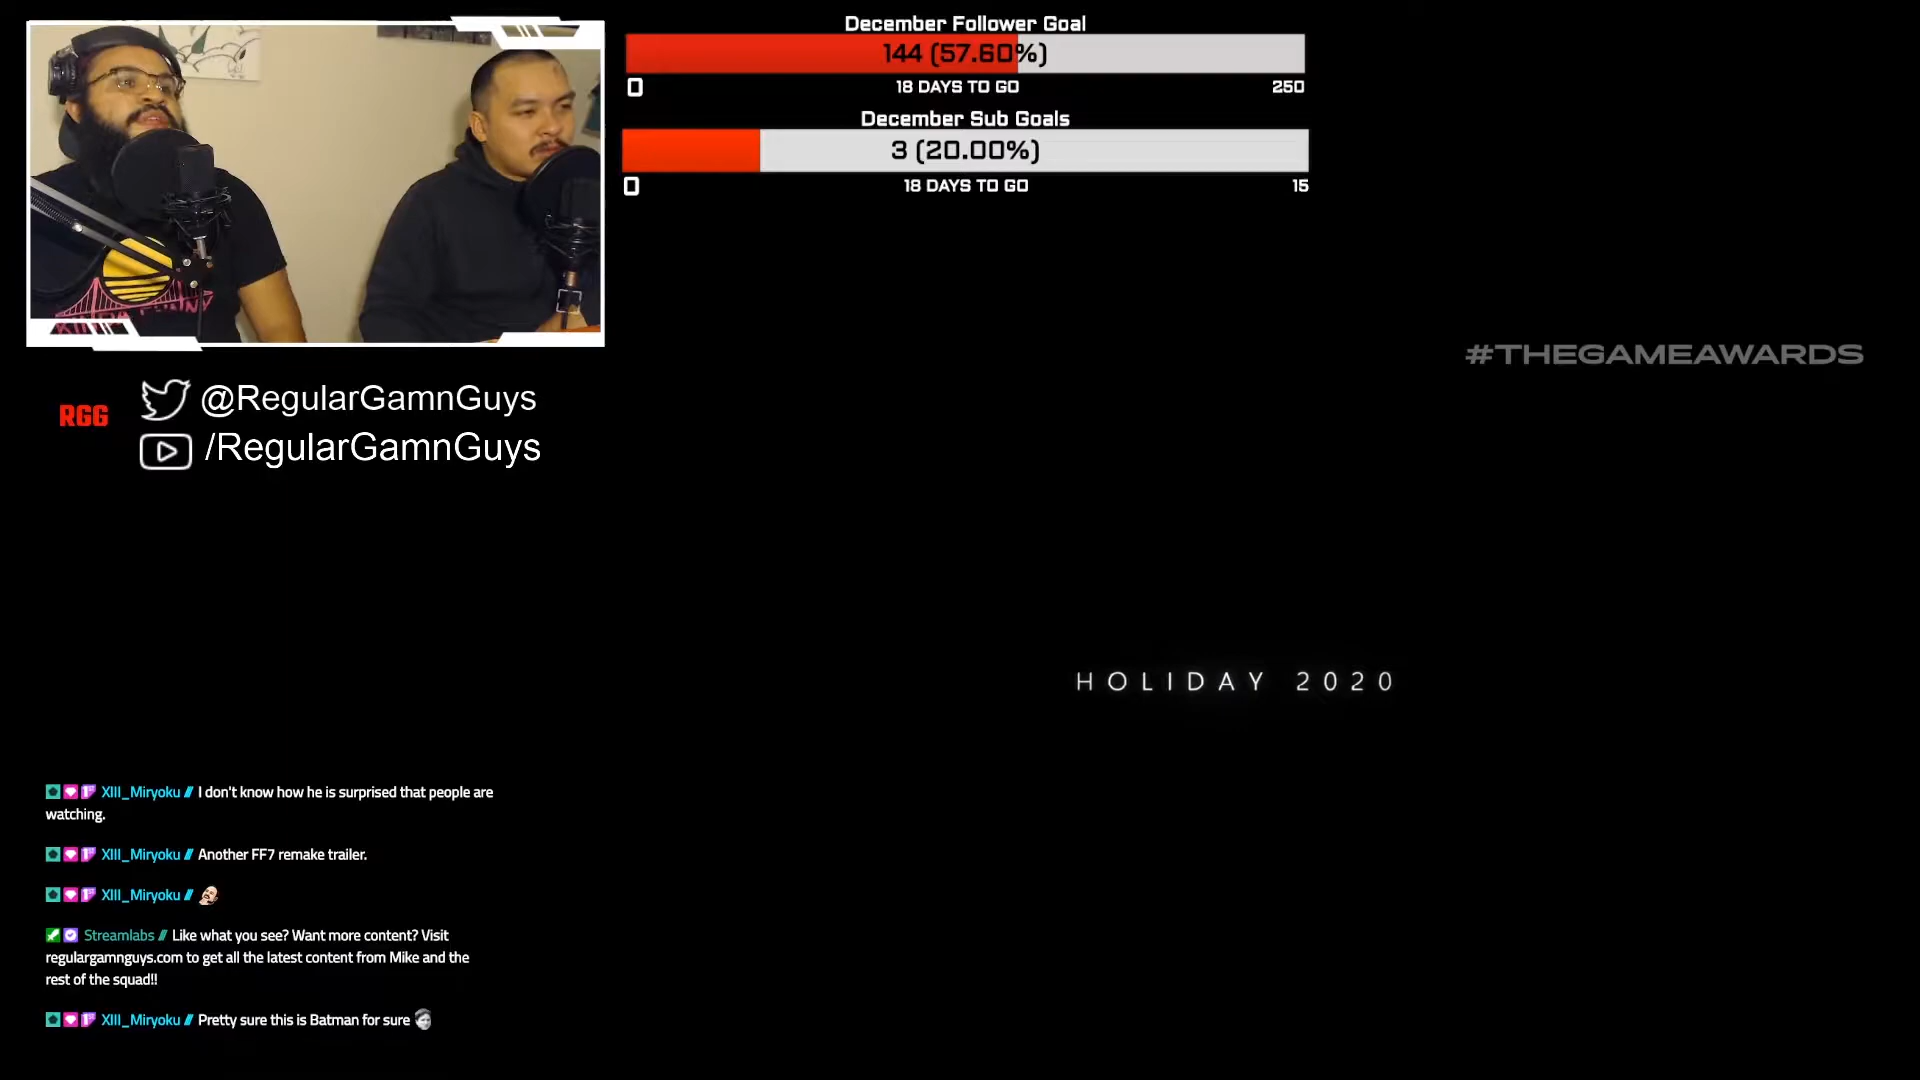 December Follower Goal
144 (57.60%)
0 18 DAYS TO GO 250
December Sub Goals
3 (20.00%)
0 18 DAYS TO GO 15
#THEGAMEAWARDS
RGG
@RegularGamnGuys
/RegularGamnGuys
HOLIDAY 2020
XIII_Miryoku // I don't know how he is surprised that people are
watching.
XIII_Miryoku // Another FF7 remake trailer.
XIII_Miryoku //
Streamlabs // Like what you see? Want more content? Visit
regulargamnguys.com to get all the latest content from Mike and the
rest of the squad!!
XIII_Miryoku // Pretty sure this is Batman for sure